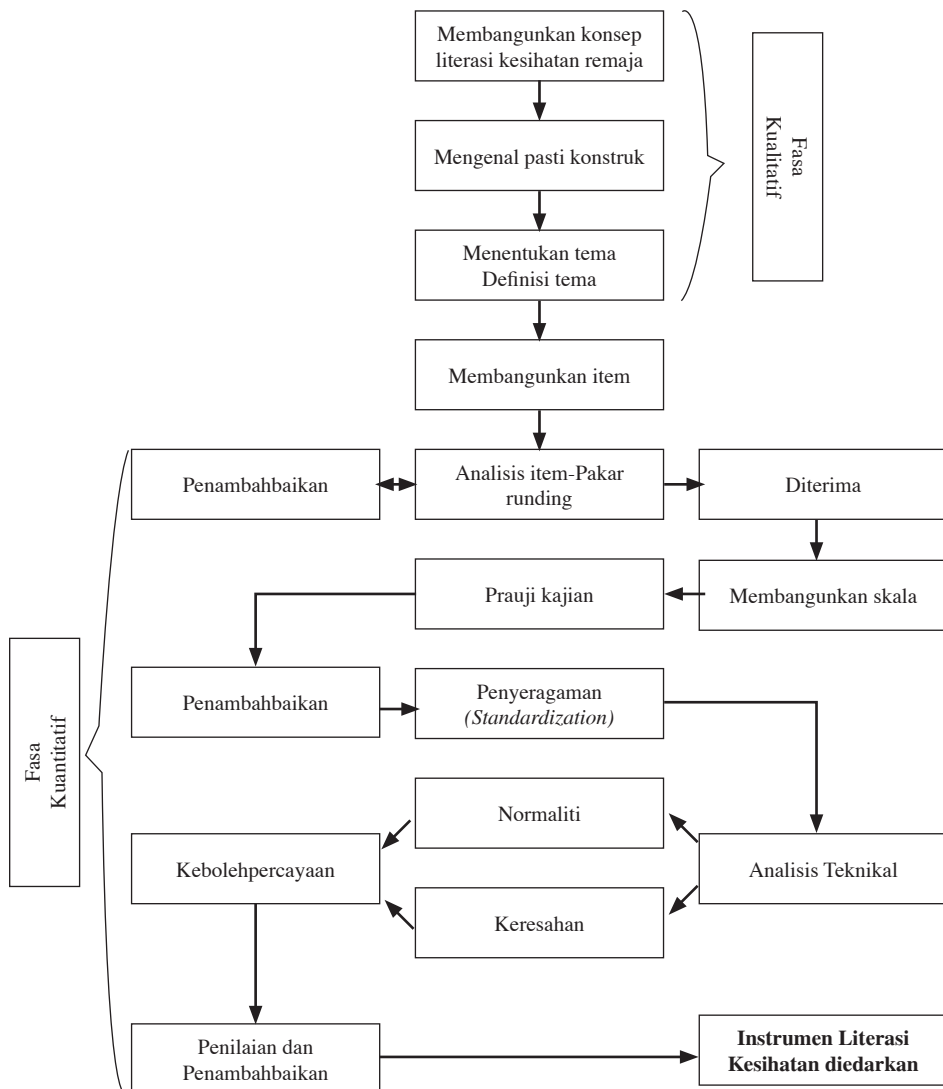 Membangunkan konsep
literasi kesihatan remaja
Mengenal pasti konstruk
Menentukan tema
Definisi tema
Fasa
Kualitatif
Membangunkan item
Penambahbaikan
Analisis item-Pakar
runding
Diterima
Prauji kajian
Membangunkan skala
Fasa
Kuantitatif
Penambahbaikan
Penyeragaman
(Standardization)
Normaliti
Kebolehpercayaan
Analisis Teknikal
Keresahan
Penilaian dan
Penambahbaikan
Instrumen Literasi
Kesihatan diedarkan